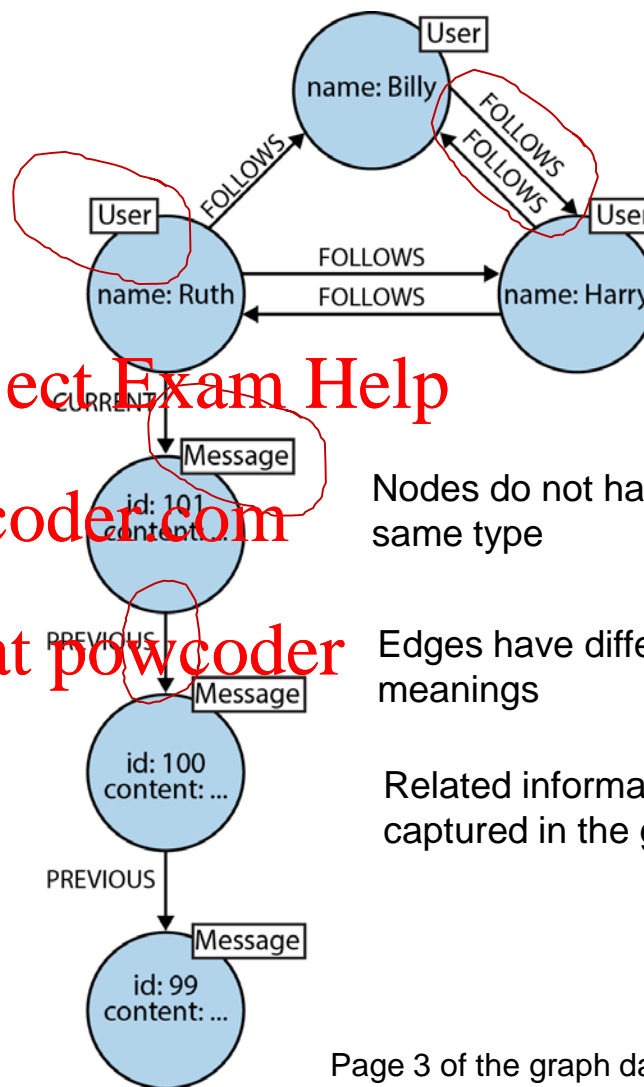 User
name: Billy
FOLLOWS
FOLLOWS
FOLLOWS
User
User
FOLLOWS
name: Ruth
FOLLOWS
name: Harry
ect Exam Help
CURRENT
Message
Nodes do not ha
same type
id: 101
content: ...
coder.com
PREVIOUS
at powcoder
Edges have diffe
meanings
Message
id: 100
content: ...
Related informa
captured in the g
PREVIOUS
Message
id: 99
content: ...
Page 3 of the graph da